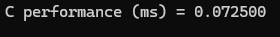 C performance (ms) = 0.072500